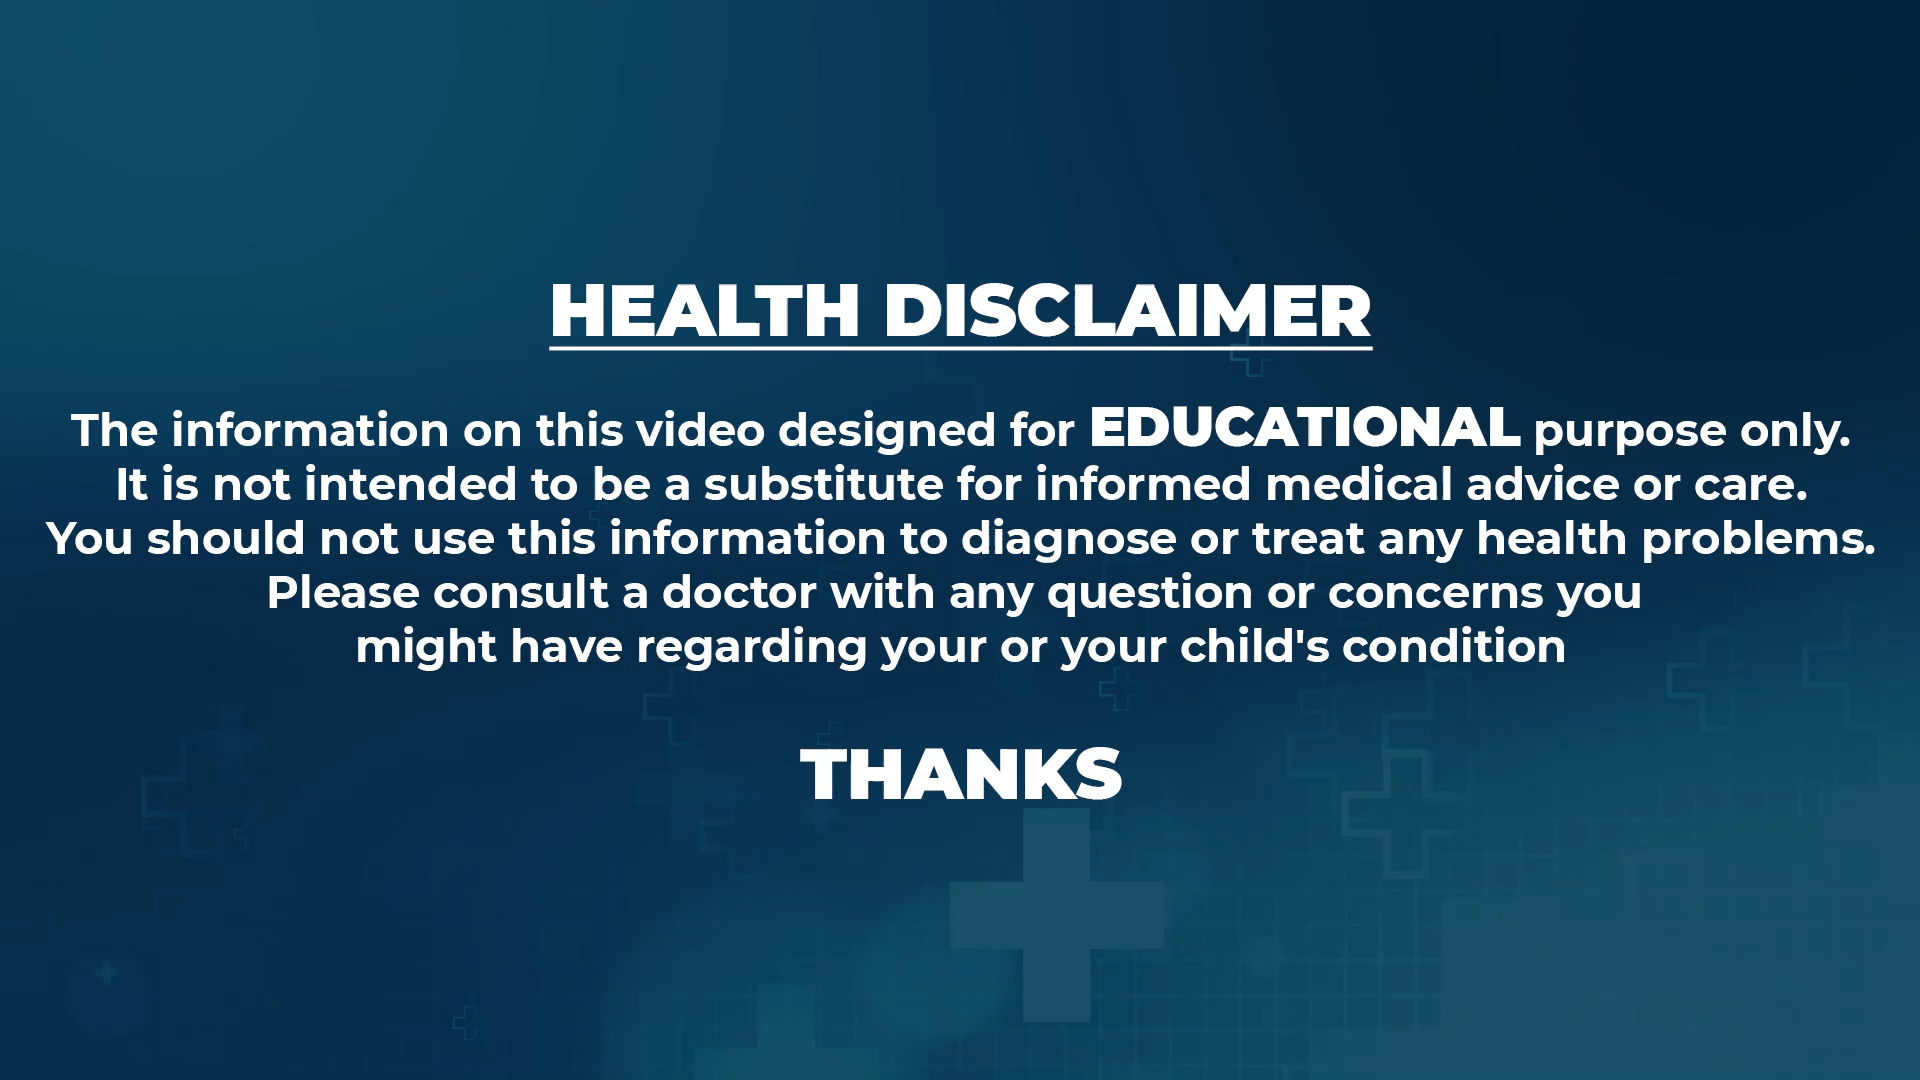 HEALTH DISCLAIMER
The information on this video designed for EDUCATIONAL purpose only.
It is not intended to be a substitute for informed medical advice or care.
You should not use this information to diagnose or treat any health problems.
Please consult a doctor with any question or concerns you
might have regarding your or your child's condition
THANKS